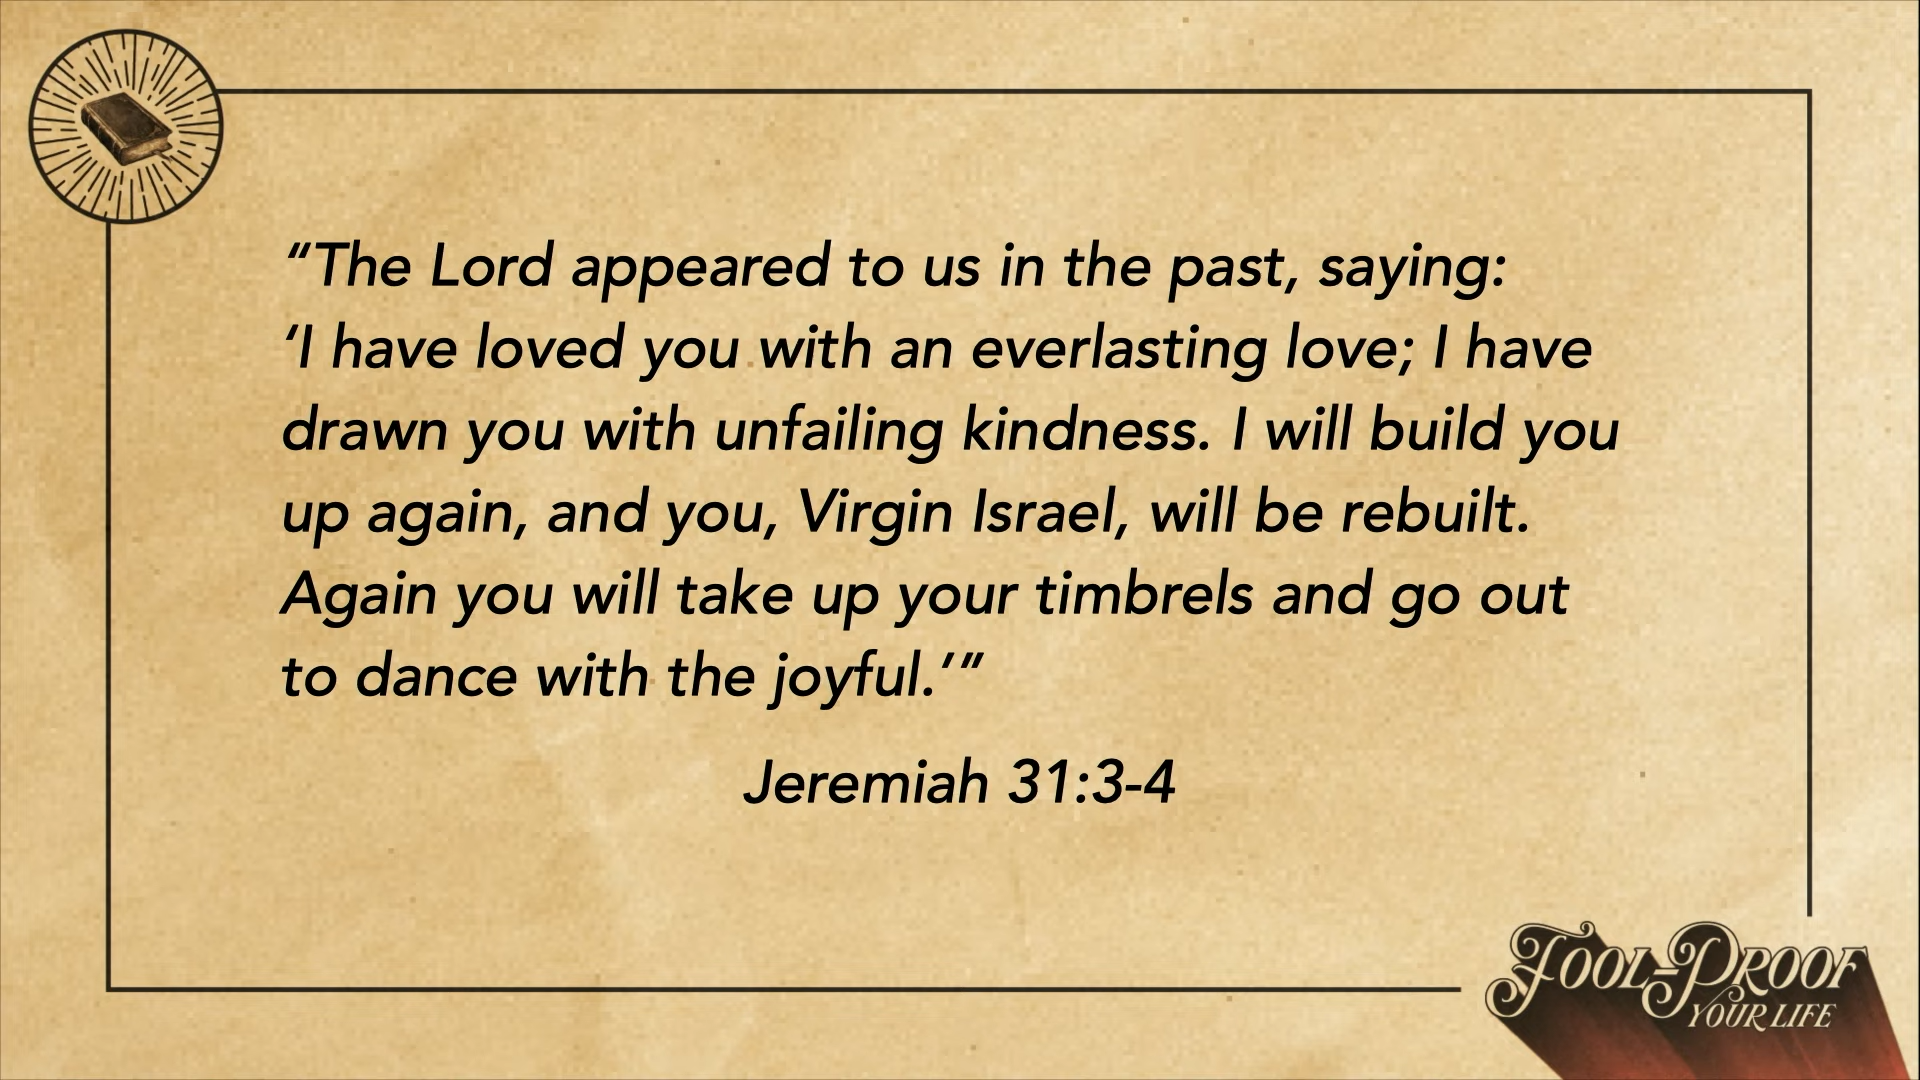 “The Lord appeared to us in the past, saying:
‘I have loved you with an everlasting love; I have
drawn you with unfailing kindness. I will build you
up again, and you, Virgin Israel, will be rebuilt.
Again you will take up your timbrels and go out
to dance with the joyful.’”
Jeremiah 31:3-4
Fool-Proof
Your Life